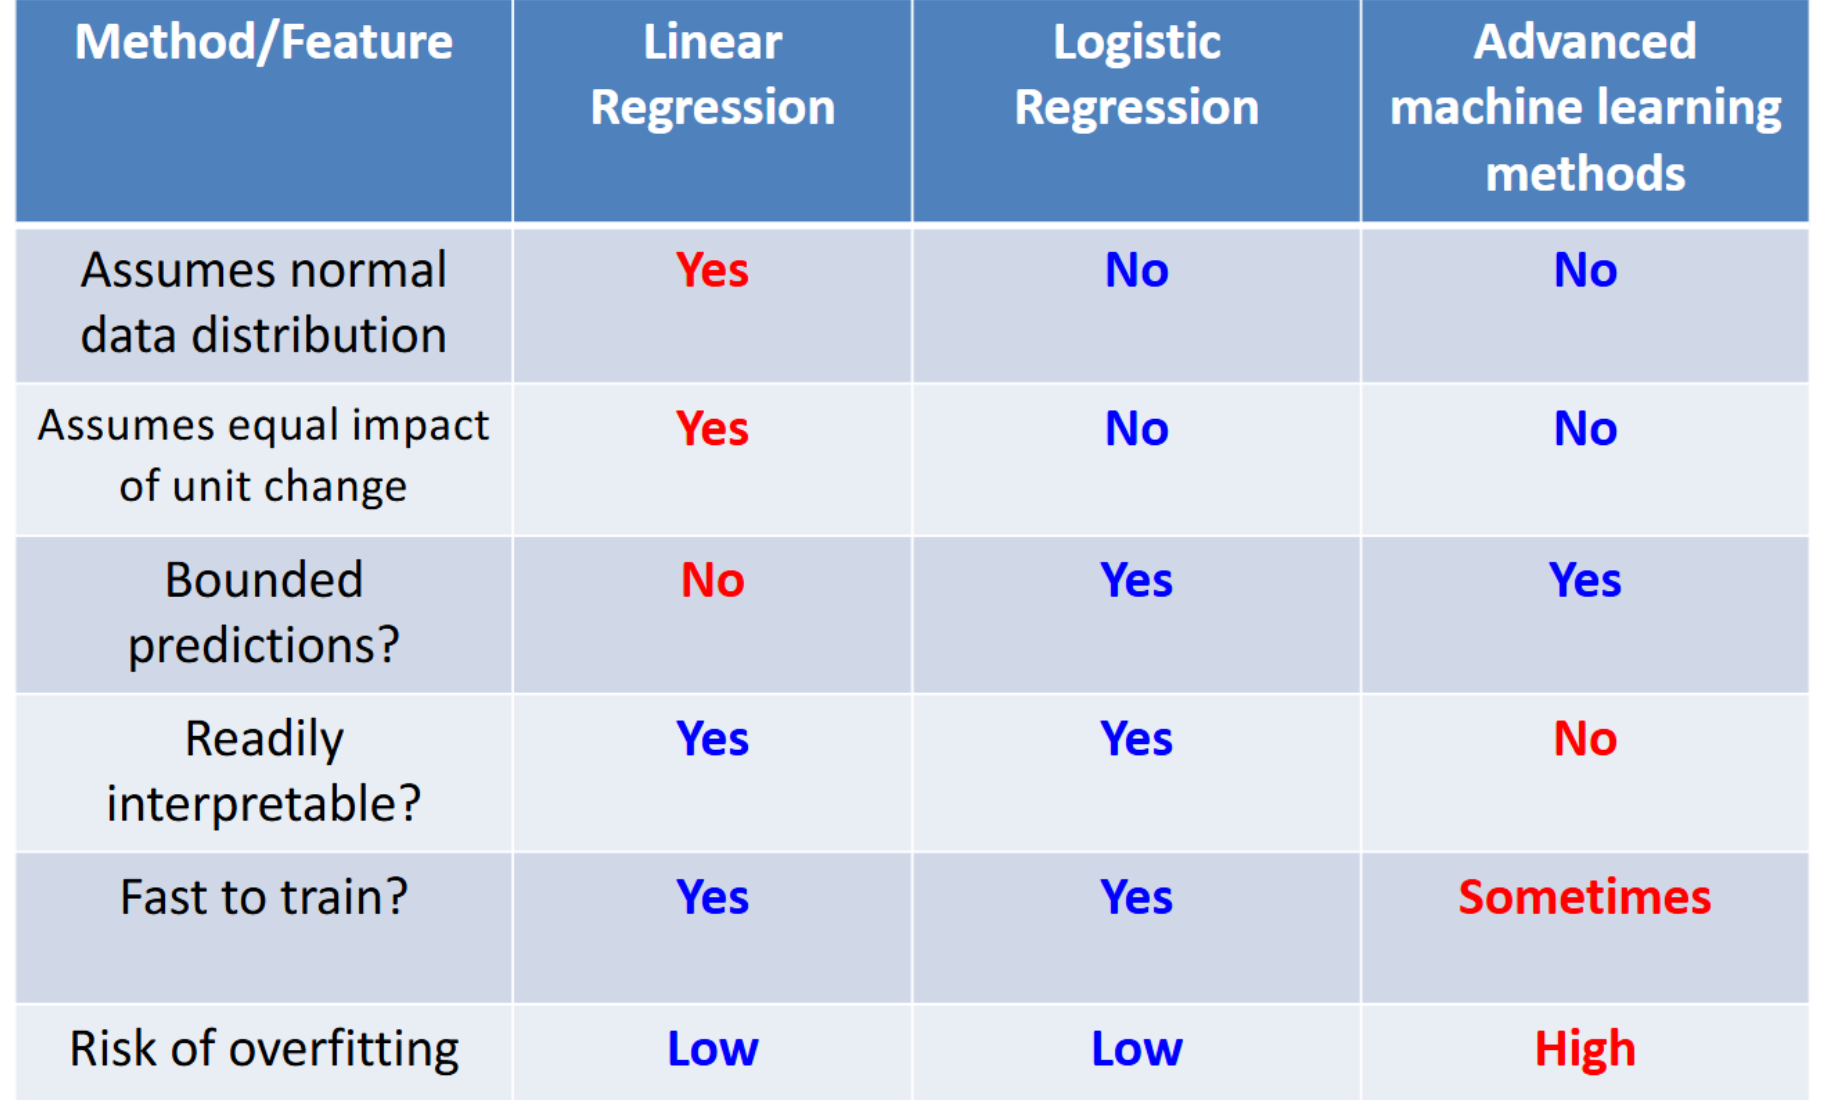 Method/Feature
Linear
Regression
Logistic
Regression
Advanced
machine learning
methods
Assumes normal
data distribution
Yes
No
No
Assumes equal impact
of unit change
Yes
No
No
Bounded
predictions?
No
Yes
Yes
Readily
interpretable?
Yes
Yes
No
Fast to train?
Yes
Yes
Sometimes
Risk of overfitting
Low
Low
High